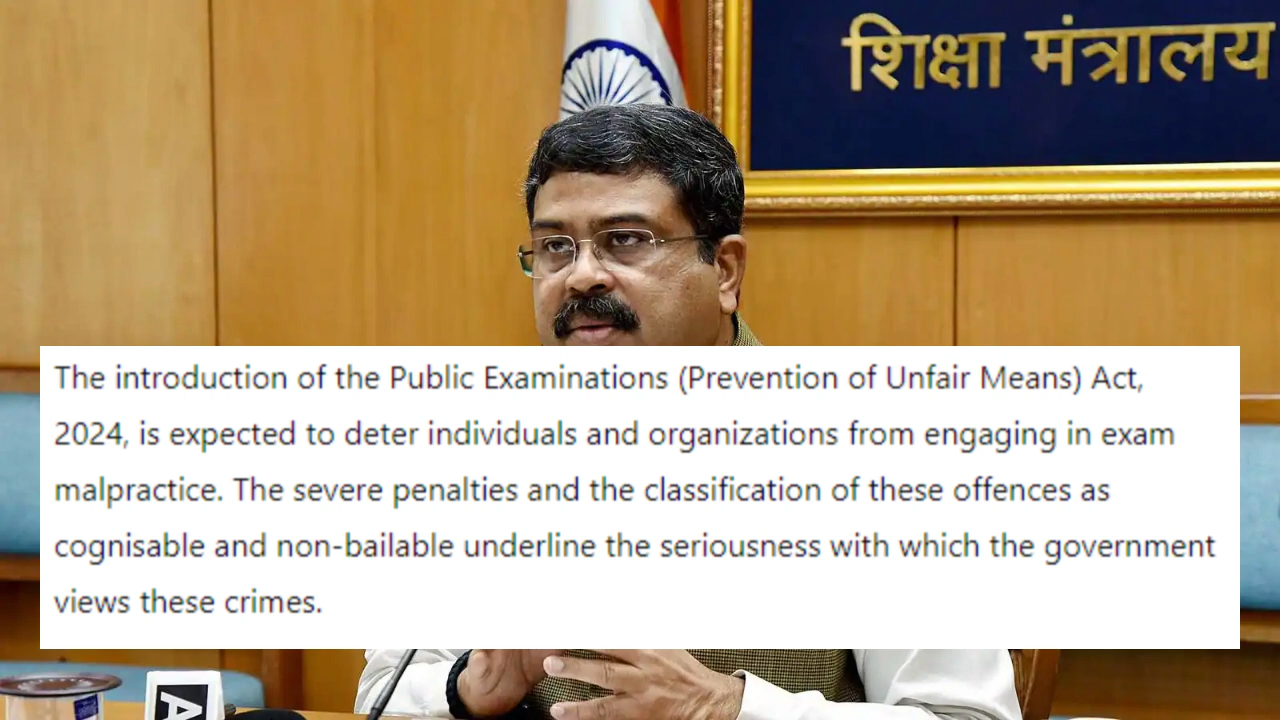 शिक्षा मंत्रालय
The introduction of the Public Examinations (Prevention of Unfair Means) Act,
2024, is expected to deter individuals and organizations from engaging in exam
malpractice. The severe penalties and the classification of these offences as
cognisable and non-bailable underline the seriousness with which the government
views these crimes.